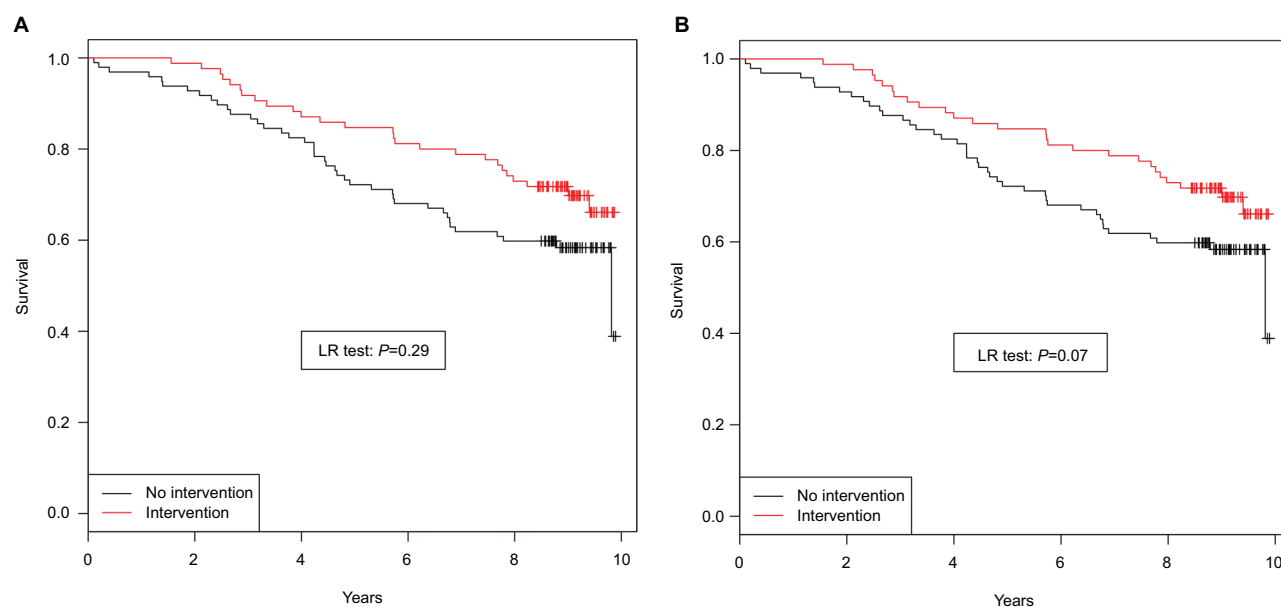 A
1.0
0.8
0.6
0.4
0.2
0.0
Survival
LR test: P=0.29
No intervention
Intervention
0 2 4 6 8 10
Years
B
1.0
0.8
0.6
0.4
0.2
0.0
Survival
LR test: P=0.07
No intervention
Intervention
0 2 4 6 8 10
Years